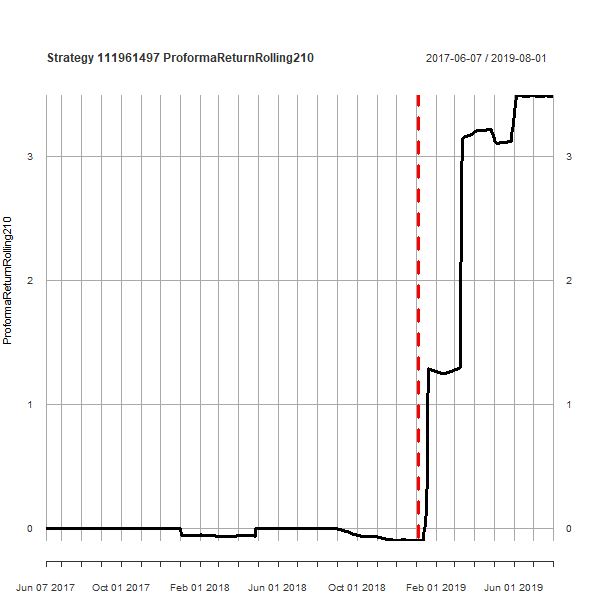 Strategy 111961497 ProformaReturnRolling210
2017-06-07 / 2019-08-01
ProformaReturnRolling210
3
3
2
2
1
1
0
0
Jun 07 2017
Oct 01 2017
Feb 01 2018
Jun 01 2018
Oct 01 2018
Feb 01 2019
Jun 01 2019